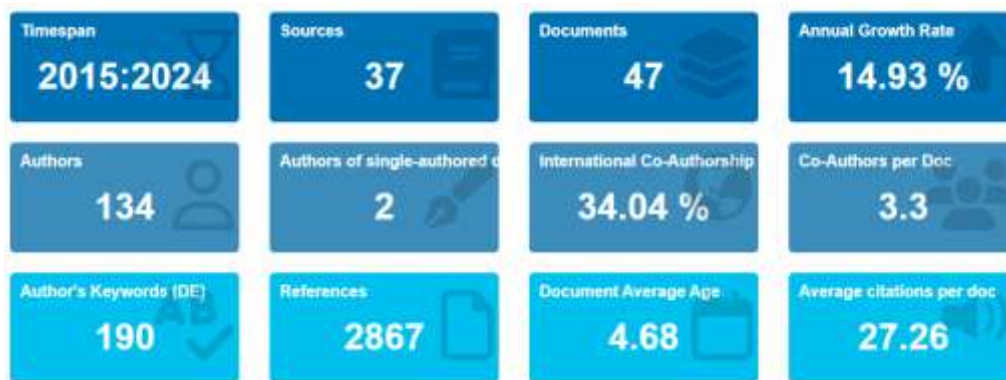 Timespan
2015:2024
Sources
37
Documents
47
Annual Growth Rate
14.93 %
Authors
134
Authors of single-authored d
2
International Co-Authorship
34.04 %
Co-Authors per Doc
3.3
Author's Keywords (DE)
190
References
2867
Document Average Age
4.68
Average citations per doc
27.26
AB